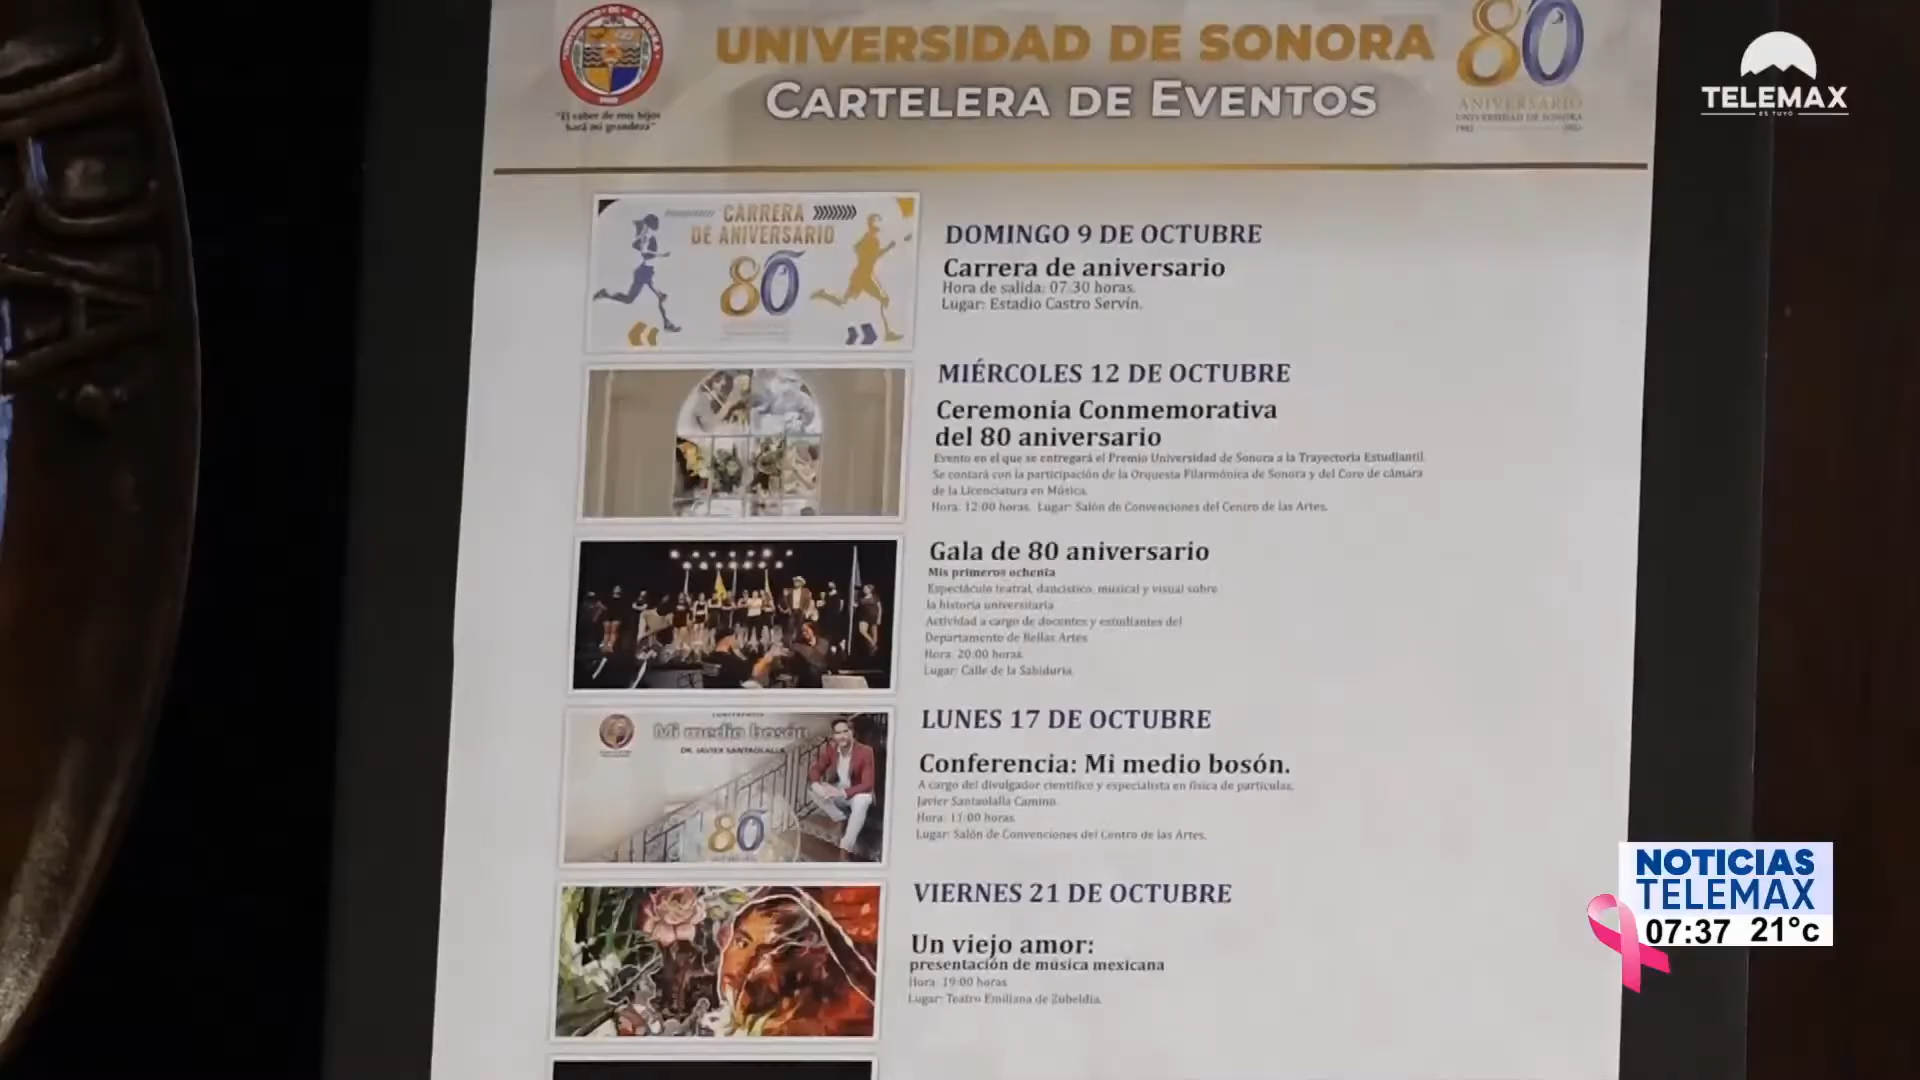 UNIVERSIDAD DE SONORA
CARTELERA DE EVENTOS
"El saber de mis hijos
hará mi grandeza"
80
ANIVERSARIO
UNIVERSIDAD DE SONORA
TELEMAX
ES TUYO
CARRERA
DE ANIVERSARIO
80
DOMINGO 9 DE OCTUBRE
Carrera de aniversario
Hora de salida: 07:30 horas.
Lugar: Estadio Castro Servín.
MIÉRCOLES 12 DE OCTUBRE
Ceremonia Conmemorativa
del 80 aniversario
Evento en el que se entregará el Premio Universidad de Sonora a la Trayectoria Estudiantil
Se contará con la participación de la Orquesta Filarmónica de Sonora y del Coro de cámara
de la Licenciatura en Música.
Hora: 12:00 horas. Lugar: Salón de Convenciones del Centro de las Artes.
Gala de 80 aniversario
Mis primeros ochenta
Espectáculo teatral, dancístico, musical y visual sobre
la historia universitaria
Actividad a cargo de docentes y estudiantes del
Departamento de Bellas Artes
Hora: 20:00 horas.
Lugar: Calle de la Sabiduría.
CONFERENCIA
Mi medio bosón
DR. JAVIER SANTAOLALLA
80
LUNES 17 DE OCTUBRE
Conferencia: Mi medio bosón.
A cargo del divulgador científico y especialista en física de partículas,
Javier Santaolalla Camino.
Hora: 11:00 horas.
Lugar: Salón de Convenciones del Centro de las Artes.
VIERNES 21 DE OCTUBRE
Un viejo amor:
presentación de música mexicana
Hora: 19:00 horas
Lugar: Teatro Emiliana de Zubeldía.
NOTICIAS
TELEMAX
07:37 21°c